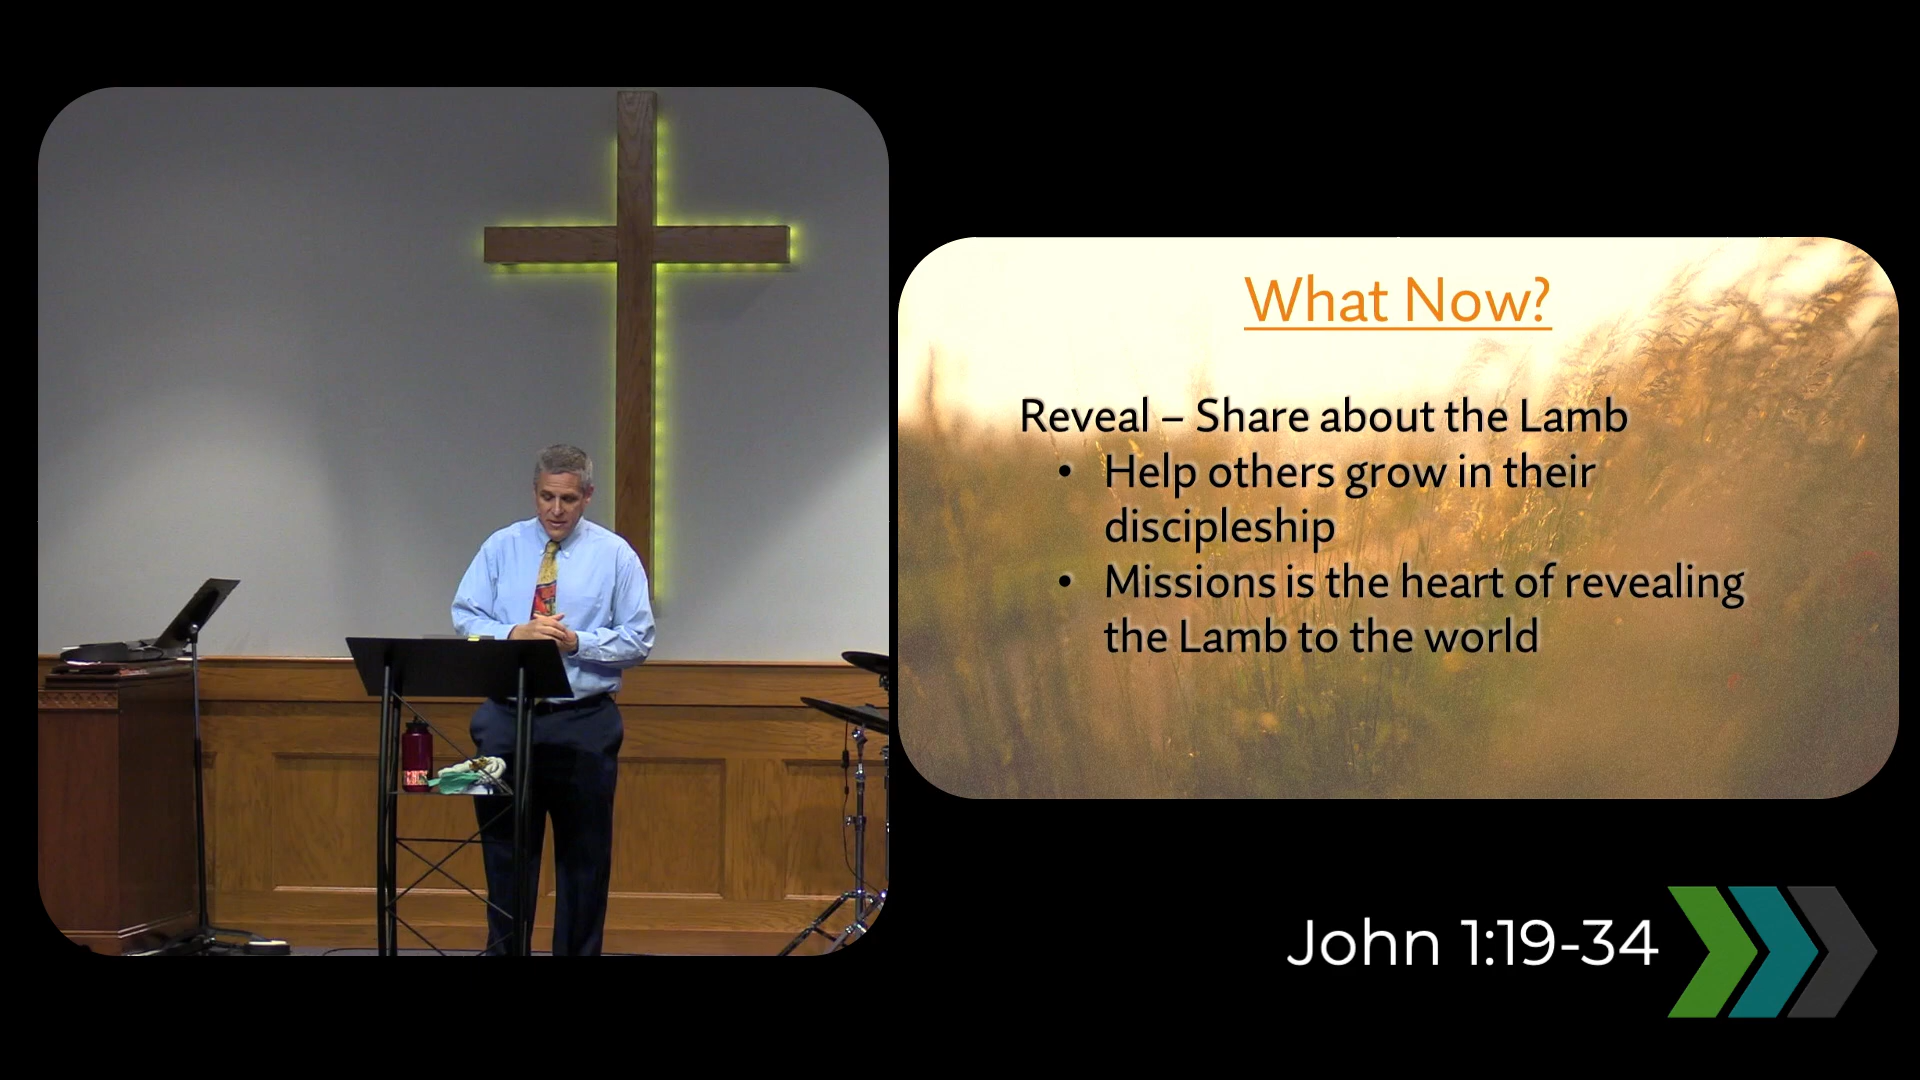 What Now?
Reveal – Share about the Lamb
• Help others grow in their
discipleship
• Missions is the heart of revealing
the Lamb to the world
John 1:19-34